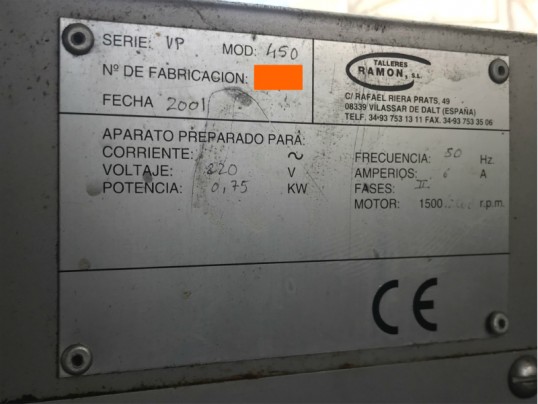 SERIE: VP MOD: 450
Nº DE FABRICACION:
FECHA 2001
TALLERES
RAMON, S.L.
C/ RAFAEL RIERA PRATS, 49
08339 VILASSAR DE DALT (ESPAÑA)
TELF. 34-93 753 13 11 FAX. 34-93 753 35 06
APARATO PREPARADO PARA:
CORRIENTE: ~
VOLTAJE: 220 V
POTENCIA: 0,75 KW
FRECUENCIA: 50 Hz.
AMPERIOS: 6 A
FASES: II
MOTOR: 1500 r.p.m.
CE